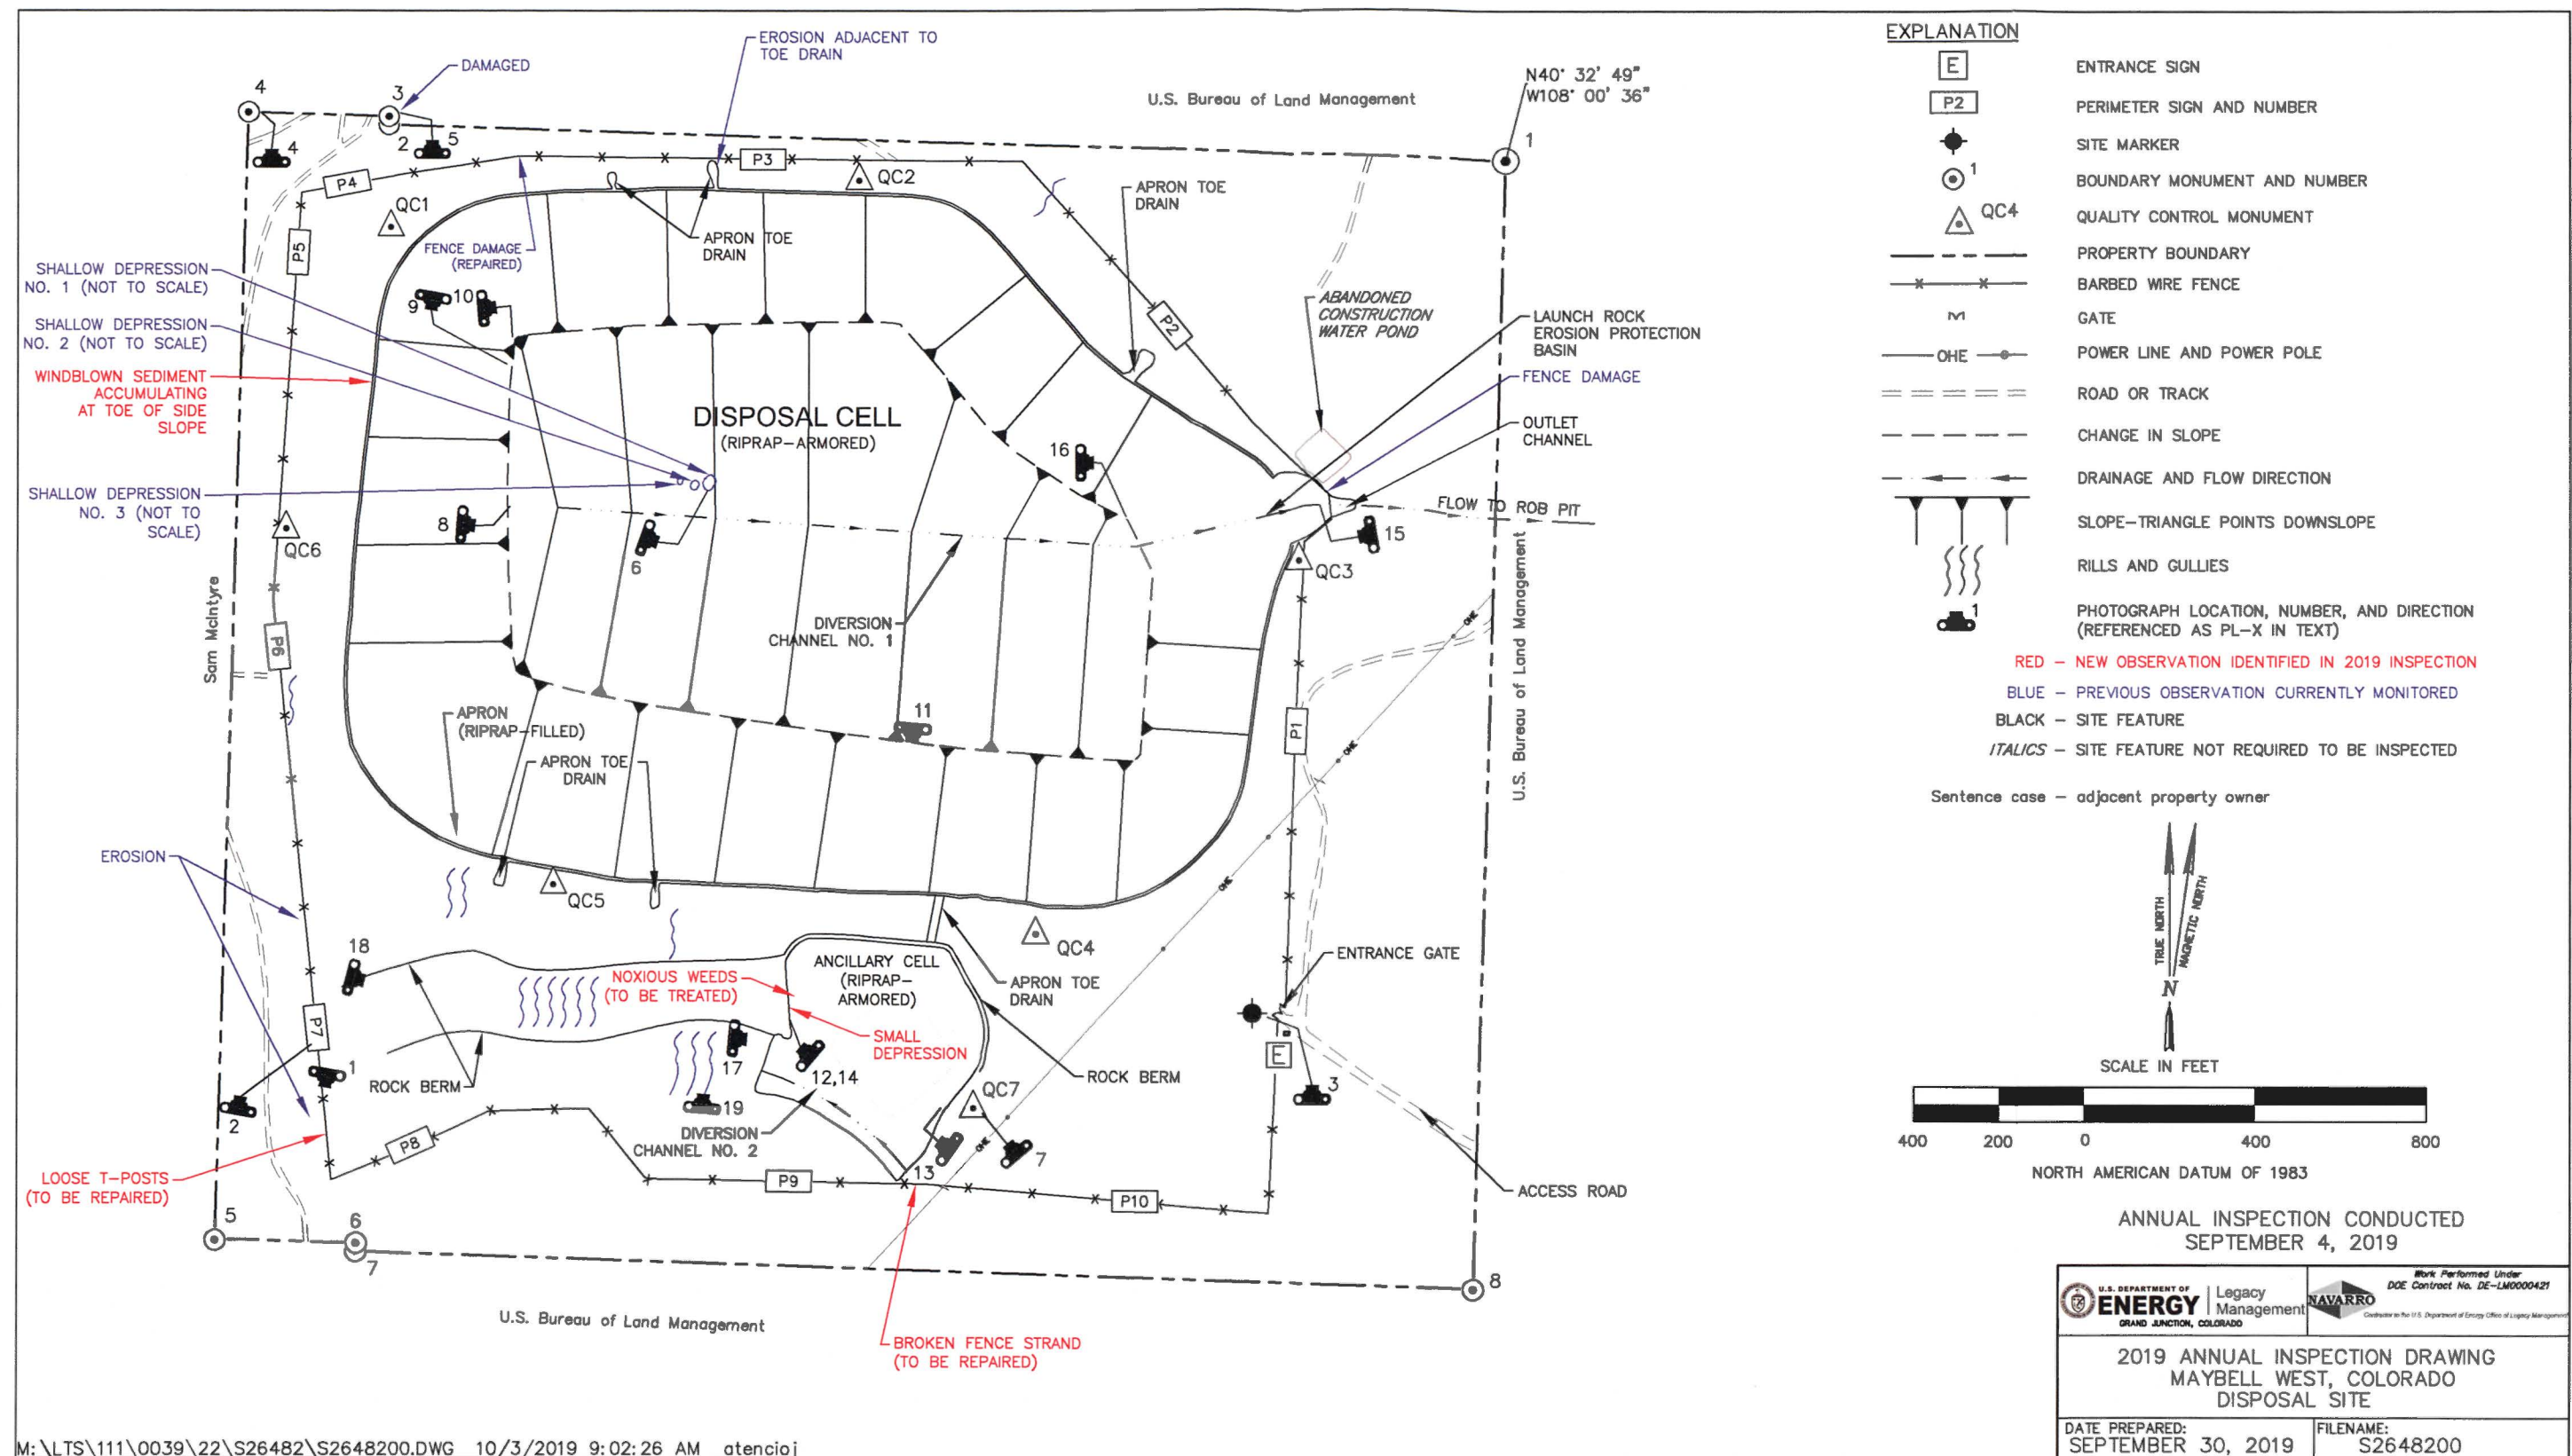 EROSION ADJACENT TO
TOE DRAIN
DAMAGED
N40° 32' 49"
W108° 00' 36"
U.S. Bureau of Land Management
4
3
2
5
4
1
P3
P4
QC2
QC1
P5
APRON TOE
DRAIN
APRON TOE
DRAIN
FENCE DAMAGE
(REPAIRED)
SHALLOW DEPRESSION
NO. 1 (NOT TO SCALE)
SHALLOW DEPRESSION
NO. 2 (NOT TO SCALE)
WINDBLOWN SEDIMENT
ACCUMULATING
AT TOE OF SIDE
SLOPE
SHALLOW DEPRESSION
NO. 3 (NOT TO
SCALE)
9
10
P2
ABANDONED
CONSTRUCTION
WATER POND
LAUNCH ROCK
EROSION PROTECTION
BASIN
FENCE DAMAGE
OUTLET
CHANNEL
DISPOSAL CELL
(RIPRAP-ARMORED)
16
8
6
FLOW TO ROB PIT
15
QC6
QC3
DIVERSION
CHANNEL NO. 1
Sam McIntyre
U.S. Bureau of Land Management
OHE
P6
11
P1
OHE
APRON
(RIPRAP-FILLED)
APRON TOE
DRAIN
EROSION
QC5
OHE
QC4
18
ANCILLARY CELL
(RIPRAP-
ARMORED)
NOXIOUS WEEDS
(TO BE TREATED)
APRON TOE
DRAIN
ENTRANCE GATE
P7
SMALL
DEPRESSION
E
1
ROCK BERM
17
12,14
ROCK BERM
QC7
3
2
19
DIVERSION
CHANNEL NO. 2
OHE
P8
13
7
LOOSE T-POSTS
(TO BE REPAIRED)
P9
P10
ACCESS ROAD
5
6
7
8
U.S. Bureau of Land Management
BROKEN FENCE STRAND
(TO BE REPAIRED)
EXPLANATION
E ENTRANCE SIGN
P2 PERIMETER SIGN AND NUMBER
SITE MARKER
1 BOUNDARY MONUMENT AND NUMBER
QC4 QUALITY CONTROL MONUMENT
PROPERTY BOUNDARY
BARBED WIRE FENCE
GATE
OHE POWER LINE AND POWER POLE
ROAD OR TRACK
CHANGE IN SLOPE
DRAINAGE AND FLOW DIRECTION
SLOPE-TRIANGLE POINTS DOWNSLOPE
RILLS AND GULLIES
1 PHOTOGRAPH LOCATION, NUMBER, AND DIRECTION
(REFERENCED AS PL-X IN TEXT)
RED - NEW OBSERVATION IDENTIFIED IN 2019 INSPECTION
BLUE - PREVIOUS OBSERVATION CURRENTLY MONITORED
BLACK - SITE FEATURE
ITALICS - SITE FEATURE NOT REQUIRED TO BE INSPECTED
Sentence case - adjacent property owner
TRUE NORTH
MAGNETIC NORTH
N
SCALE IN FEET
400 200 0 400 800
NORTH AMERICAN DATUM OF 1983
ANNUAL INSPECTION CONDUCTED
SEPTEMBER 4, 2019
U.S. DEPARTMENT OF
ENERGY
Legacy
Management
GRAND JUNCTION, COLORADO
NAVARRO
Work Performed Under
DOE Contract No. DE-LM0000421
Contractor to the U.S. Department of Energy Office of Legacy Management
2019 ANNUAL INSPECTION DRAWING
MAYBELL WEST, COLORADO
DISPOSAL SITE
DATE PREPARED:
SEPTEMBER 30, 2019
FILENAME:
S2648200
M:\LTS\111\0039\22\S26482\S2648200.DWG 10/3/2019 9:02:26 AM atencioj